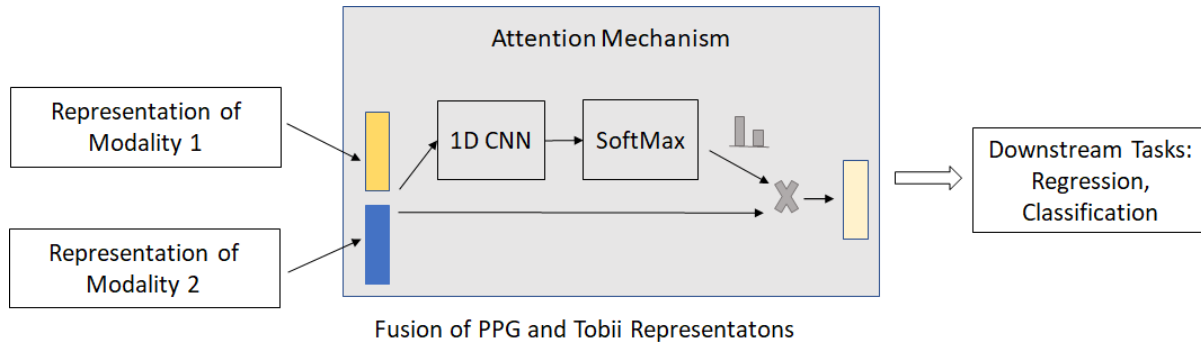 Attention Mechanism
Representation of
Modality 1
1D CNN
SoftMax
Downstream Tasks:
Regression,
Classification
Representation of
Modality 2
Fusion of PPG and Tobii Representatons